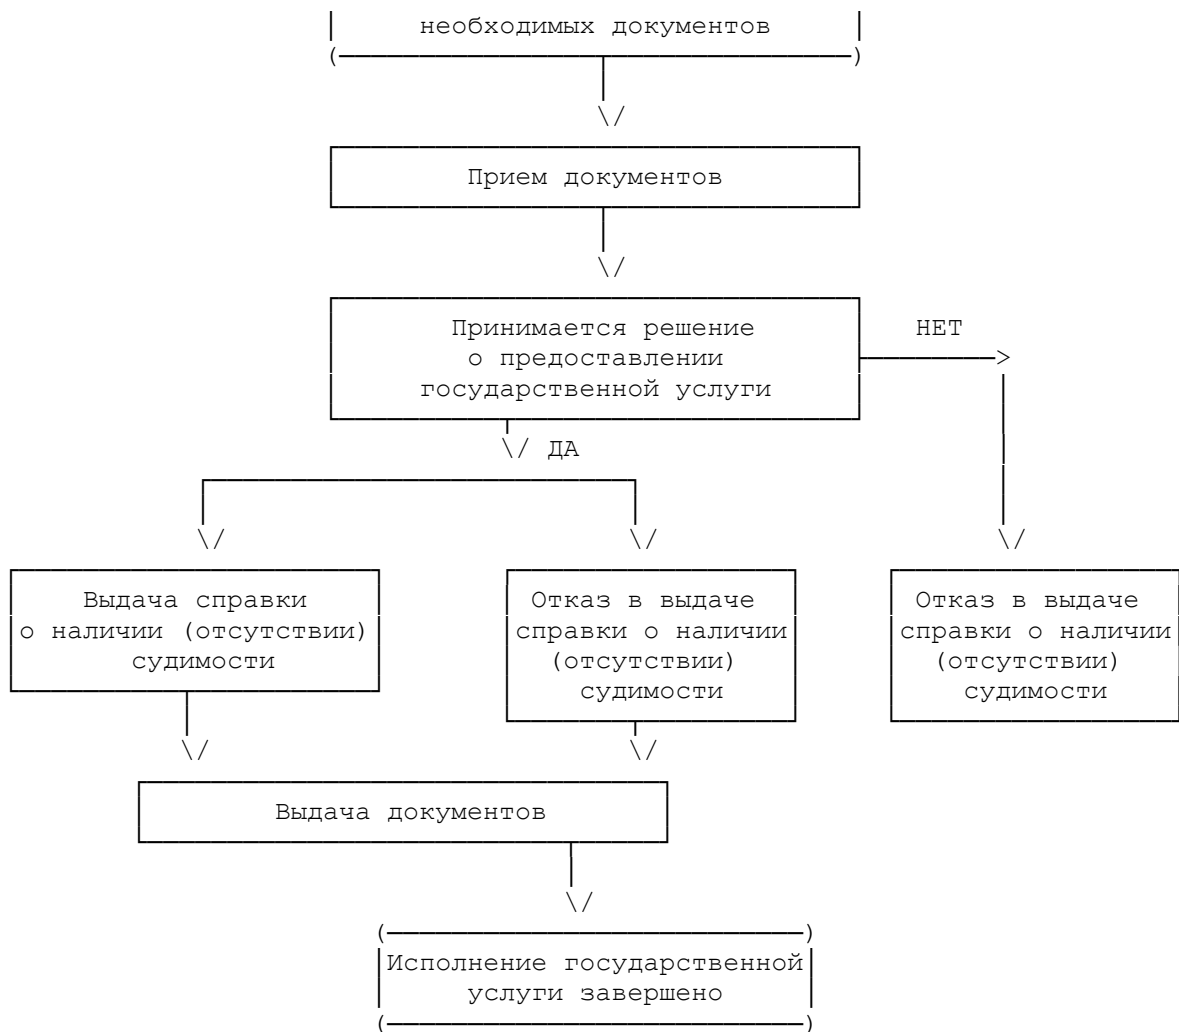 необходимых документов
Прием документов
Принимается решение
о предоставлении
государственной услуги
НЕТ
ДА
Выдача справки
о наличии (отсутствии)
судимости
Отказ в выдаче
справки о наличии
(отсутствии)
судимости
Отказ в выдаче
справки о наличии
(отсутствии)
судимости
Выдача документов
Исполнение государственной
услуги завершено